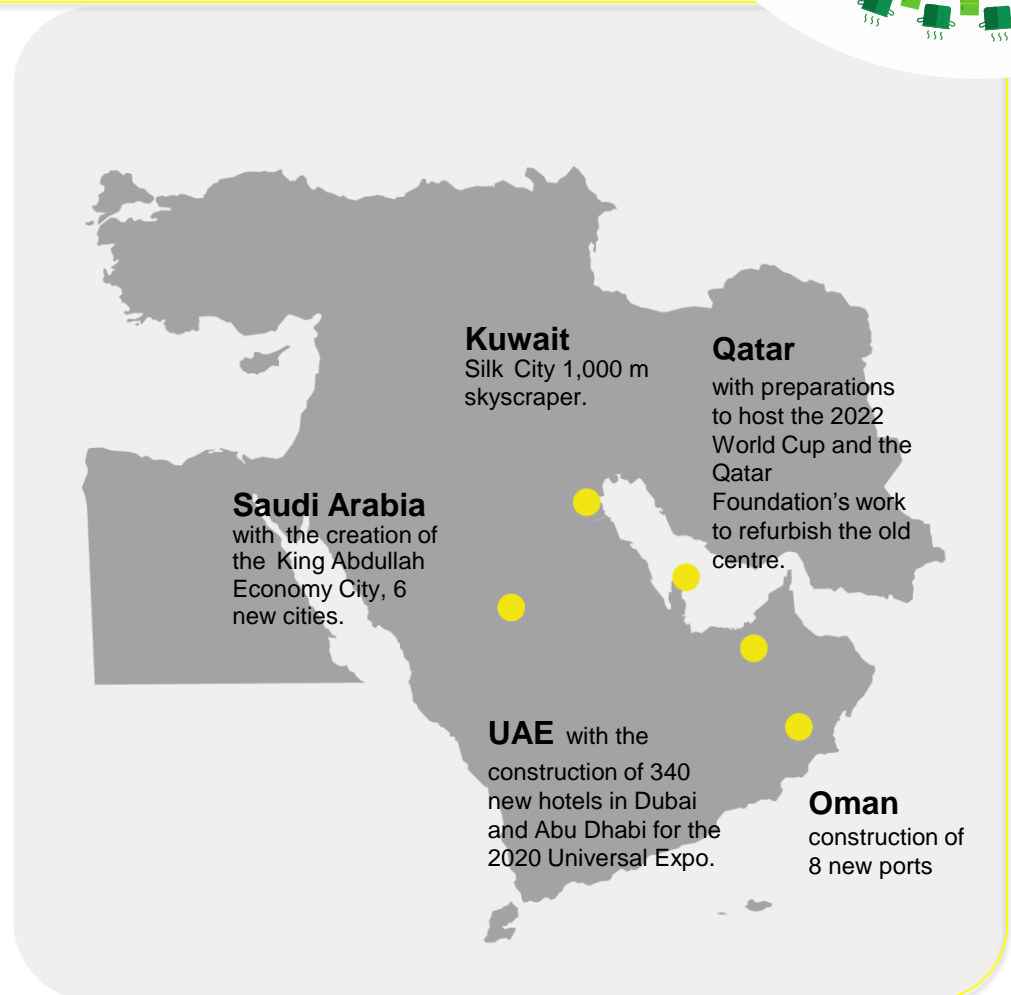 Kuwait
Silk City 1,000 m
skyscraper.
Qatar
with preparations
to host the 2022
World Cup and the
Qatar
Foundation’s work
to refurbish the old
centre.
Saudi Arabia
with the creation of
the King Abdullah
Economy City, 6
new cities.
UAE with the
construction of 340
new hotels in Dubai
and Abu Dhabi for the
2020 Universal Expo.
Oman
construction of
8 new ports